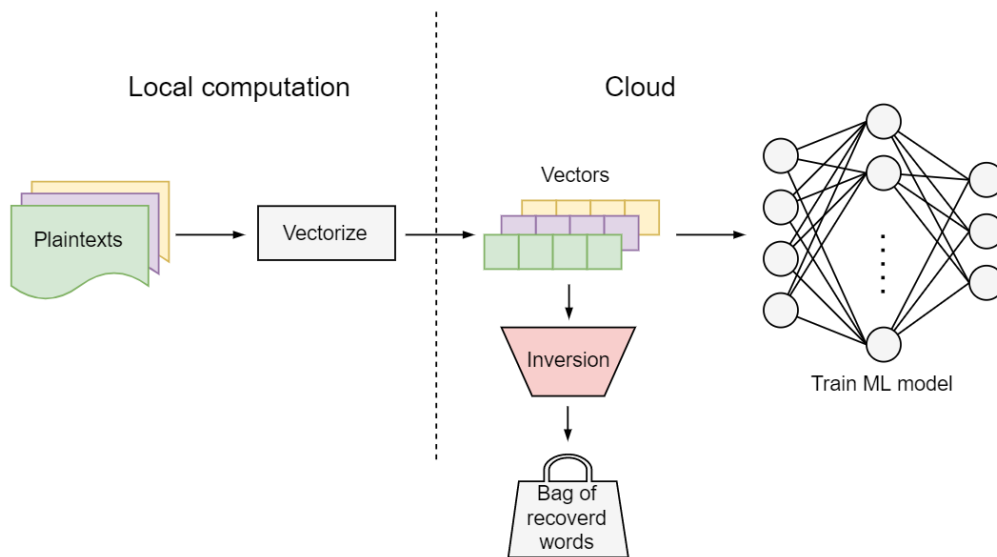 Local computation
Cloud
Vectors
Plaintexts
Vectorize
Inversion
Train ML model
Bag of
recoverd
words